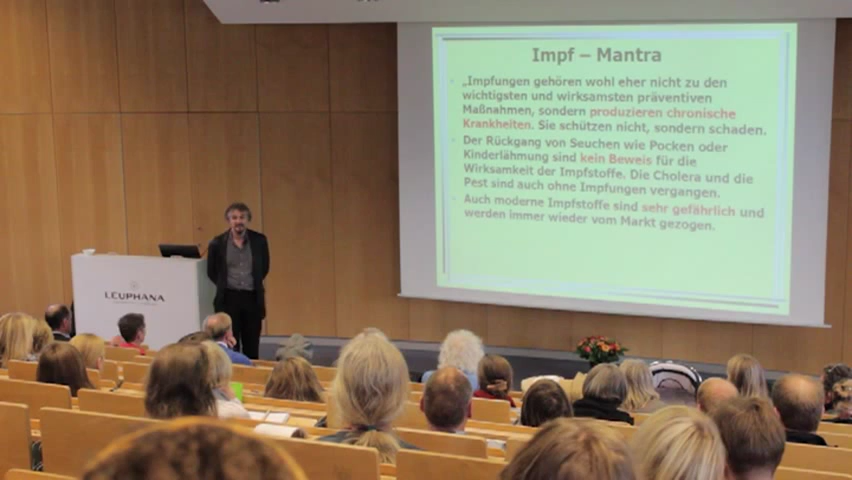 Impf – Mantra
„Impfungen gehören wohl eher nicht zu den
wichtigsten und wirksamsten präventiven
Maßnahmen, sondern produzieren chronische
Krankheiten. Sie schützen nicht, sondern schaden.
Der Rückgang von Seuchen wie Pocken oder
Kinderlähmung sind kein Beweis für die
Wirksamkeit der Impfstoffe. Die Cholera und die
Pest sind auch ohne Impfungen vergangen.
Auch moderne Impfstoffe sind sehr gefährlich und
werden immer wieder vom Markt gezogen.
LEUPHANA